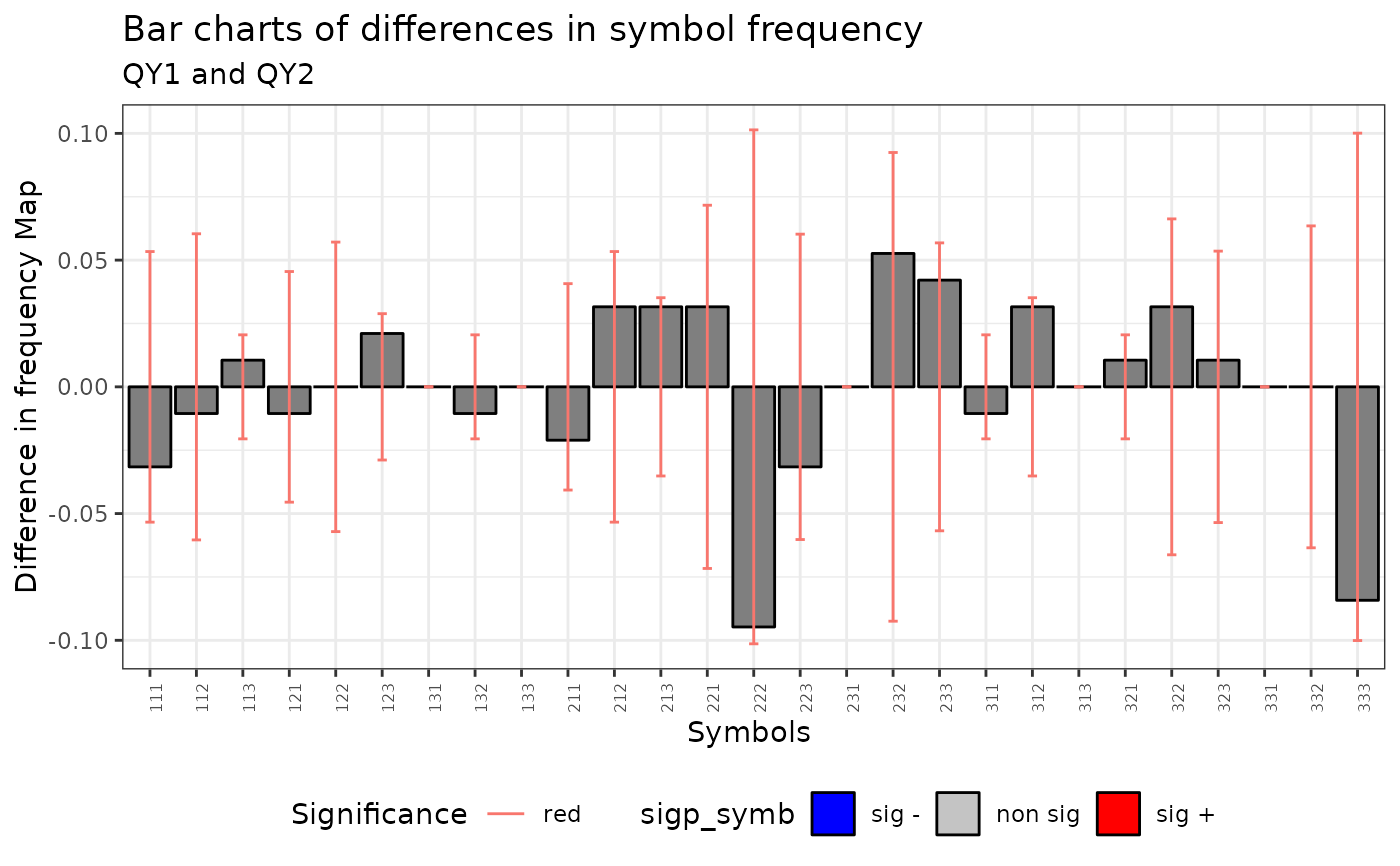 Bar charts of differences in symbol frequency
QY1 and QY2
Difference in frequency Map
0.10
0.05
0.00
-0.05
-0.10
111 112 113 121 122 123 131 132 133 211 212 213 221 222 223 231 232 233 311 312 313 321 322 323 331 332 333
Symbols
Significance red sigp_symb sig - non sig sig +